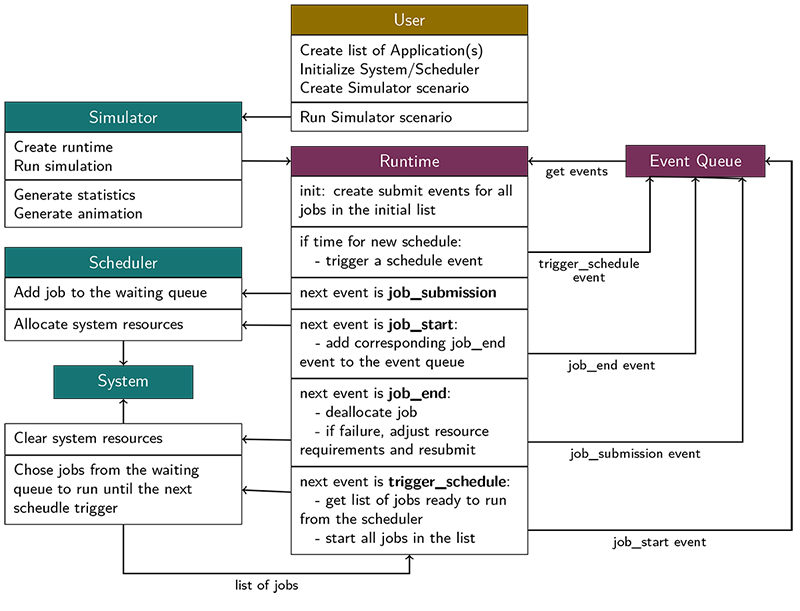 User
Create list of Application(s)
Initialize System/Scheduler
Create Simulator scenario
Run Simulator scenario
Simulator
Create runtime
Run simulation
Generate statistics
Generate animation
Runtime
init: create submit events for all
jobs in the initial list
if time for new schedule:
- trigger a schedule event
next event is job_submission
next event is job_start:
- add corresponding job_end
event to the event queue
next event is job_end:
- deallocate job
- if failure, adjust resource
requirements and resubmit
next event is trigger_schedule:
- get list of jobs ready to run
from the scheduler
- start all jobs in the list
Event Queue
get events
trigger_schedule
event
job_end event
job_submission event
job_start event
Scheduler
Add job to the waiting queue
Allocate system resources
System
Clear system resources
Chose jobs from the waiting
queue to run until the next
scheudle trigger
list of jobs